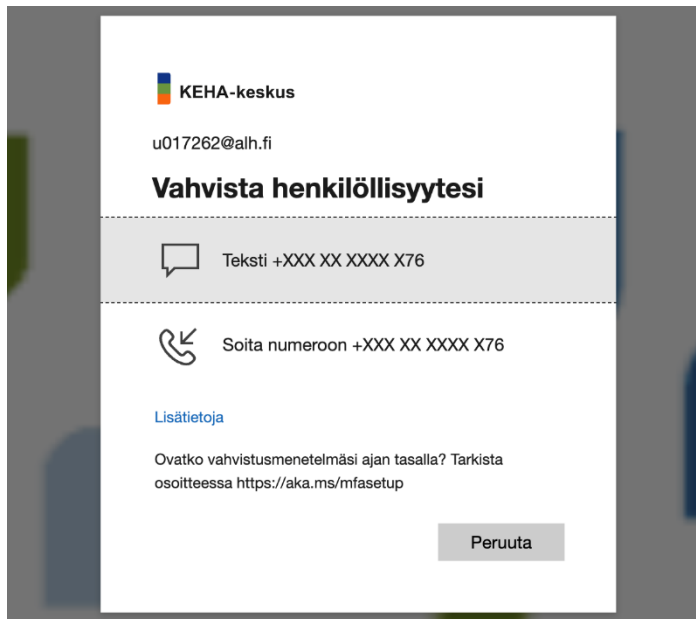 KEHA-keskus
u017262@alh.fi
Vahvista henkilöllisyytesi
Teksti +XXX XX XXXX X76
Soita numeroon +XXX XX XXXX X76
Lisätietoja
Ovatko vahvistusmenetelmäsi ajan tasalla? Tarkista
osoitteessa https://aka.ms/mfasetup
Peruuta